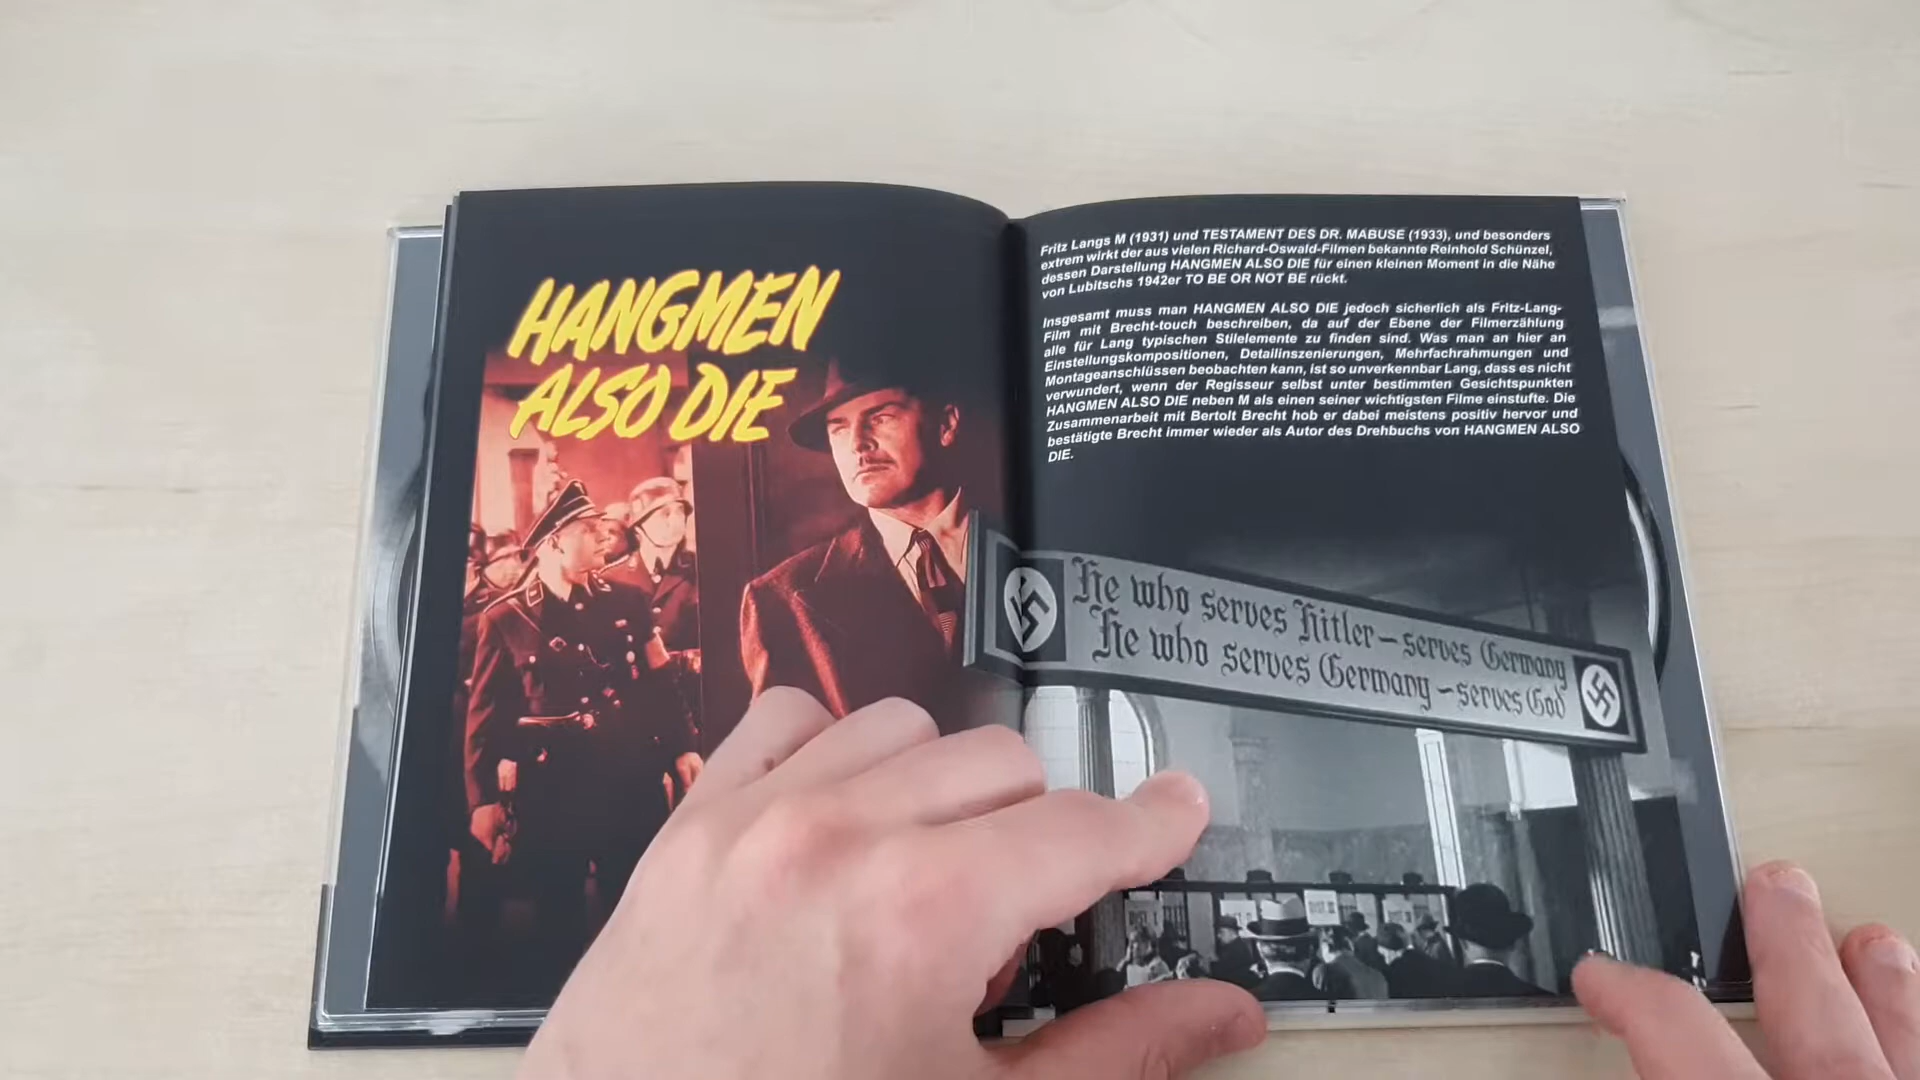 HANGMEN
ALSO DIE
Fritz Langs M (1931) und TESTAMENT DES DR. MABUSE (1933), und besonders
extrem wirkt der aus vielen Richard-Oswald-Filmen bekannte Reinhold Schünzel,
dessen Darstellung HANGMEN ALSO DIE für einen kleinen Moment in die Nähe
von Lubitschs 1942er TO BE OR NOT BE rückt.
Insgesamt muss man HANGMEN ALSO DIE jedoch sicherlich als Fritz-Lang-
Film mit Brecht-touch beschreiben, da auf der Ebene der Filmerzählung
alle für Lang typischen Stilelemente zu finden sind. Was man an hier an
Einstellungskompositionen, Detailinszenierungen, Mehrfachrahmungen und
Montageanschlüssen beobachten kann, ist so unverkennbar Lang, dass es nicht
verwundert, wenn der Regisseur selbst unter bestimmten Gesichtspunkten
HANGMEN ALSO DIE neben M als einen seiner wichtigsten Filme einstufte. Die
Zusammenarbeit mit Bertolt Brecht hob er dabei meistens positiv hervor und
bestätigte Brecht immer wieder als Autor des Drehbuchs von HANGMEN ALSO
DIE.
He who serves Hitler – serves Germany
He who serves Germany – serves God